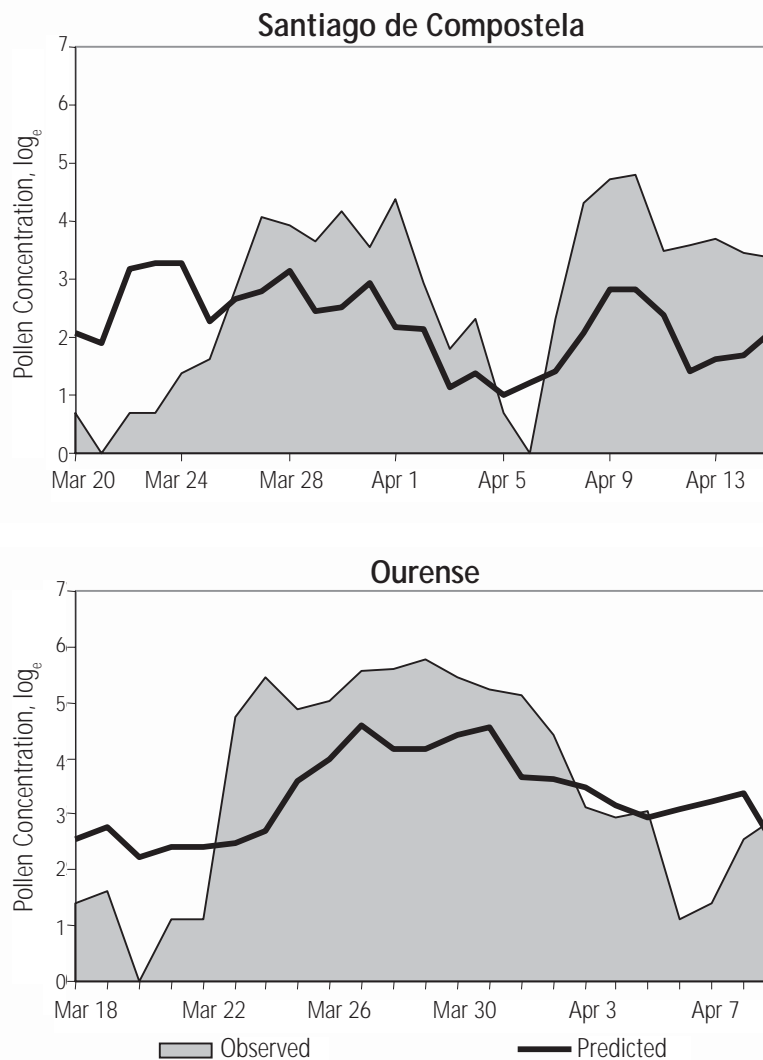 Santiago de Compostela
Pollen Concentration, logₑ
7
6
5
4
3
2
1
0
Mar 20 Mar 24 Mar 28 Apr 1 Apr 5 Apr 9 Apr 13
Ourense
Pollen Concentration, logₑ
7
6
5
4
3
2
1
0
Mar 18 Mar 22 Mar 26 Mar 30 Apr 3 Apr 7
Observed Predicted